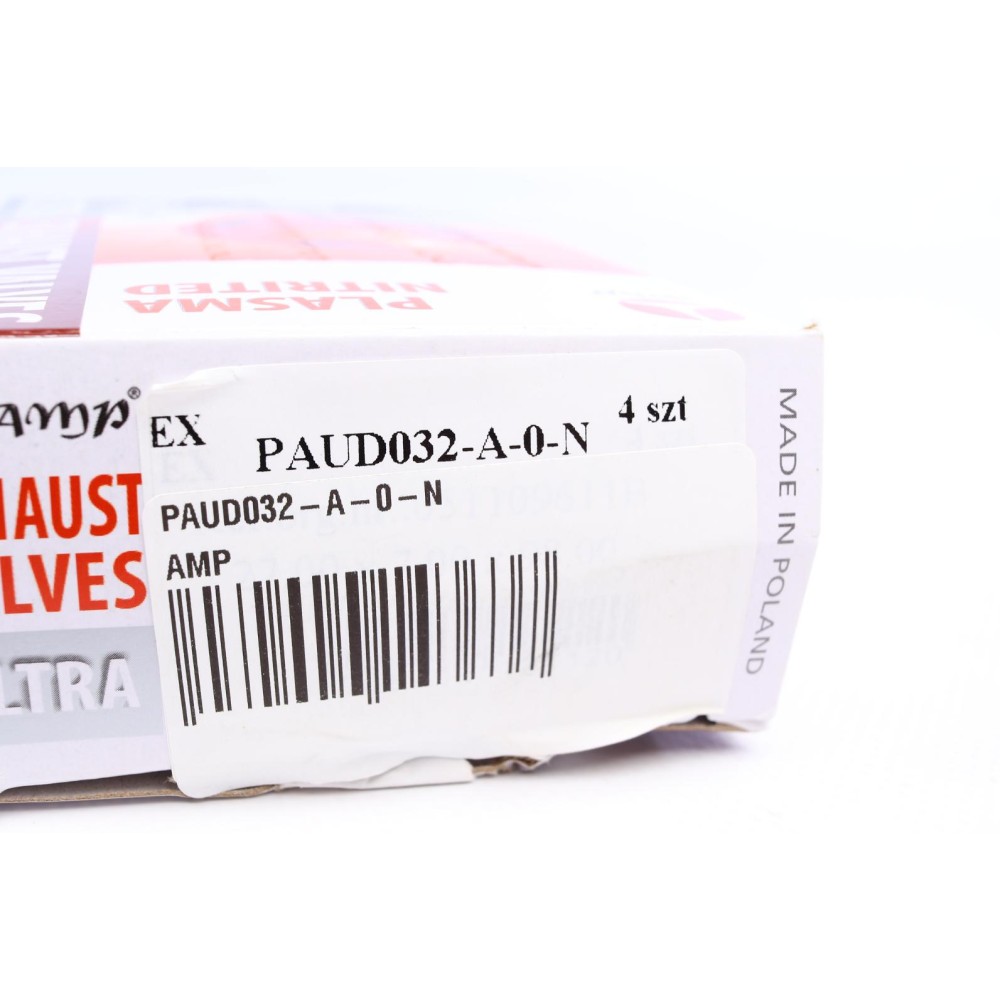 PLASMA
NITRITED
amp®
HAUST
LVES
LTRA
EX PAUD032-A-0-N 4 szt
PAUD032-A-0-N
AMP
MADE IN POLAND